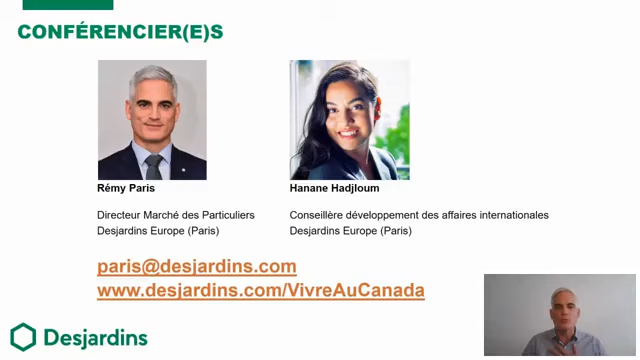 CONFÉRENCIER(E)S
Rémy Paris
Directeur Marché des Particuliers
Desjardins Europe (Paris)
Hanane Hadjloum
Conseillère développement des affaires internationales
Desjardins Europe (Paris)
paris@desjardins.com
www.desjardins.com/VivreAuCanada
Desjardins